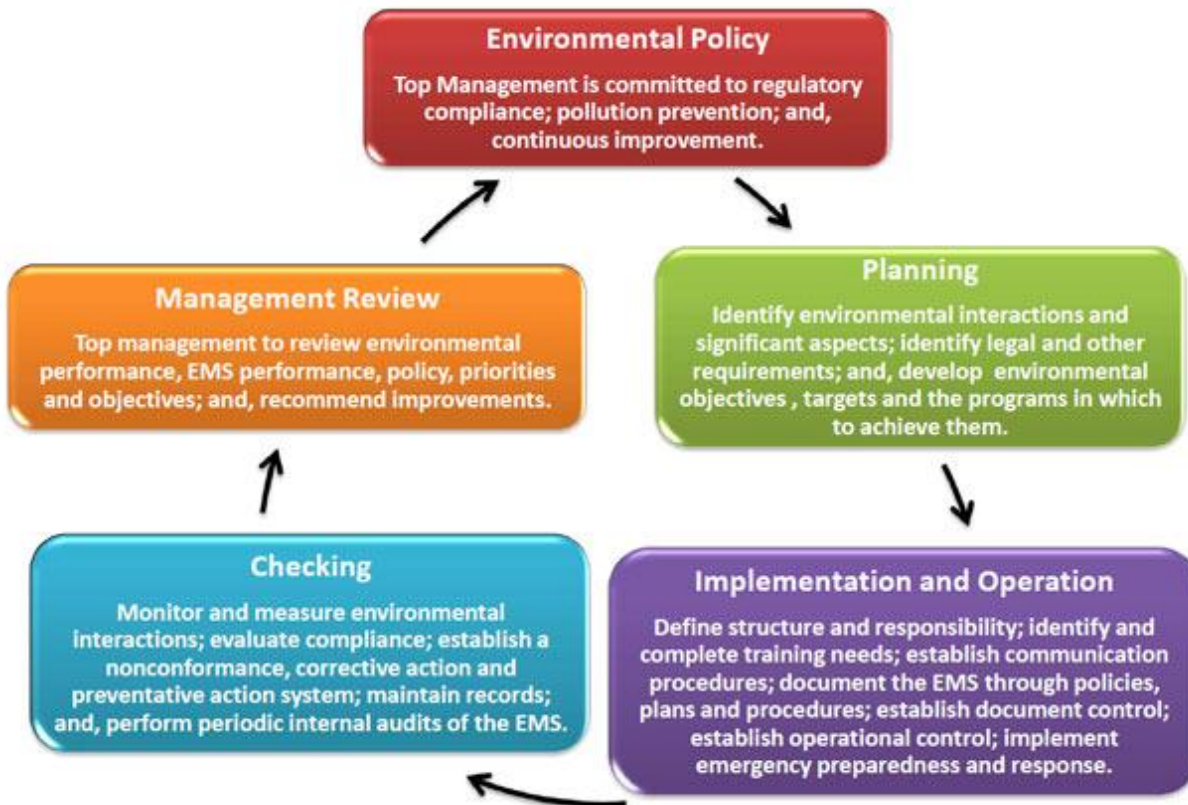 Environmental Policy
Top Management is committed to regulatory
compliance; pollution prevention; and,
continuous improvement.
Planning
Identify environmental interactions and
significant aspects; identify legal and other
requirements; and, develop environmental
objectives , targets and the programs in which
to achieve them.
Implementation and Operation
Define structure and responsibility; identify and
complete training needs; establish communication
procedures; document the EMS through policies,
plans and procedures; establish document control;
establish operational control; implement
emergency preparedness and response.
Checking
Monitor and measure environmental
interactions; evaluate compliance; establish a
nonconformance, corrective action and
preventative action system; maintain records;
and, perform periodic internal audits of the EMS.
Management Review
Top management to review environmental
performance, EMS performance, policy, priorities
and objectives; and, recommend improvements.